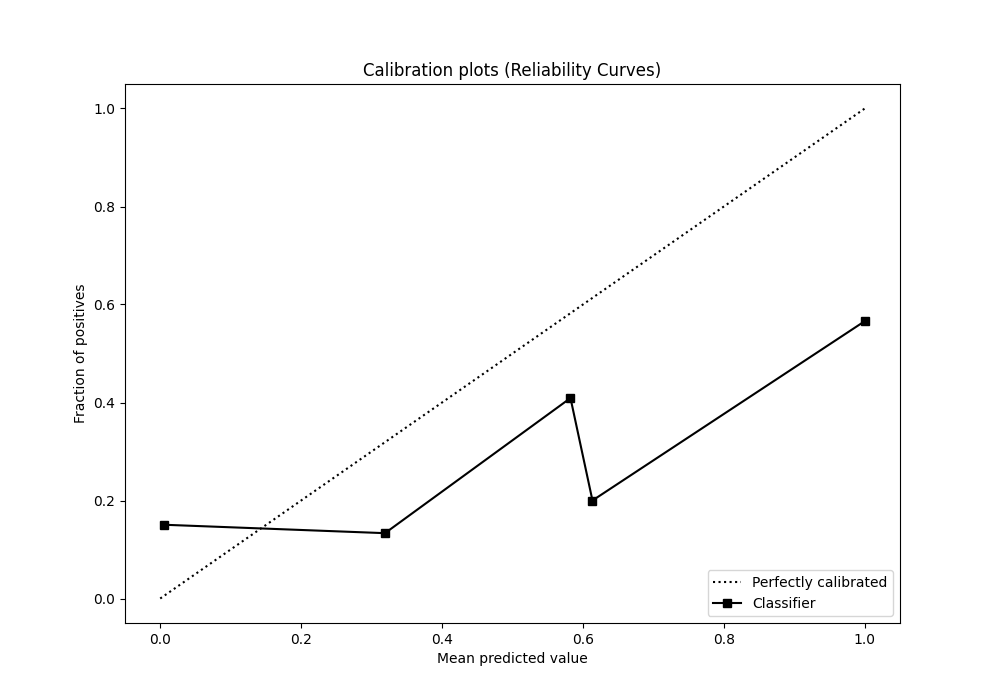 Calibration plots (Reliability Curves)
1.0
0.8
0.6
0.4
0.2
0.0
Fraction of positives
0.0 0.2 0.4 0.6 0.8 1.0
Mean predicted value
Perfectly calibrated
Classifier